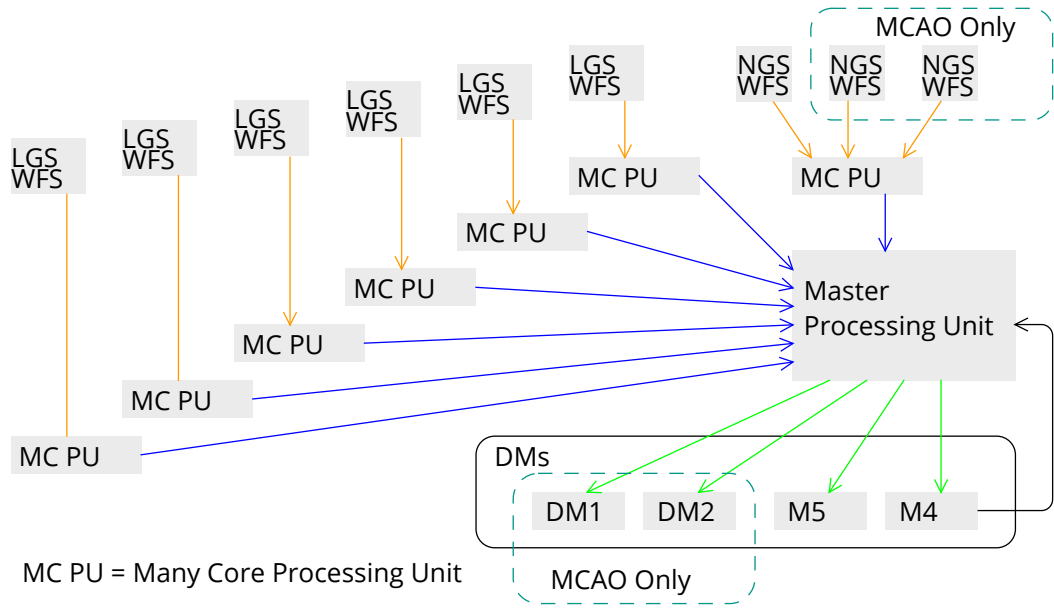 MCAO Only
LGS
WFS
LGS
WFS
LGS
WFS
LGS
WFS
LGS
WFS
LGS
WFS
NGS
WFS
NGS
WFS
NGS
WFS
MC PU
MC PU
MC PU
MC PU
MC PU
MC PU
MC PU
Master
Processing Unit
DMs
DM1
DM2
M5
M4
MCAO Only
MC PU = Many Core Processing Unit